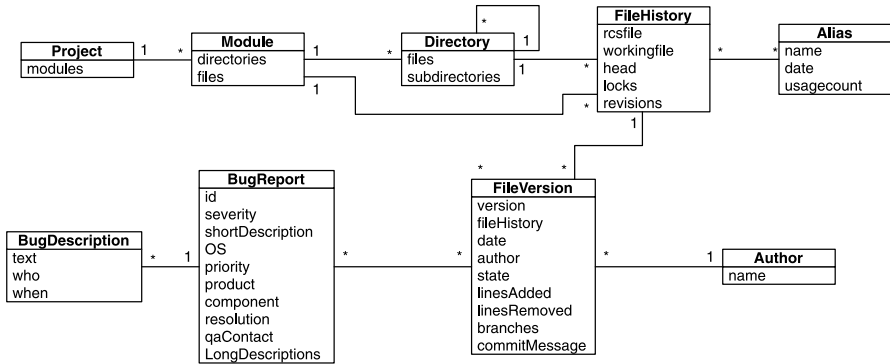 Project
modules
1
*
Module
directories
files
1
*
1
*
Directory
files
subdirectories
*
1
1
*
FileHistory
rcsfile
workingfile
head
locks
revisions
*
*
Alias
name
date
usagecount
1
*
*
BugDescription
text
who
when
*
1
BugReport
id
severity
shortDescription
OS
priority
product
component
resolution
qaContact
LongDescriptions
*
*
FileVersion
version
fileHistory
date
author
state
linesAdded
linesRemoved
branches
commitMessage
*
1
Author
name